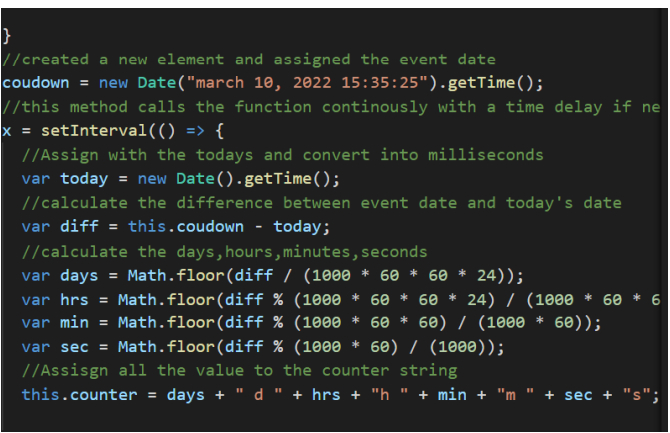 }
//created a new element and assigned the event date
coudown = new Date("march 10, 2022 15:35:25").getTime();
//this method calls the function continously with a time delay if ne
x = setInterval(() => {
//Assign with the todays and convert into milliseconds
var today = new Date().getTime();
//calculate the difference between event date and today's date
var diff = this.coudown - today;
//calculate the days,hours,minutes,seconds
var days = Math.floor(diff / (1000 * 60 * 60 * 24));
var hrs = Math.floor(diff % (1000 * 60 * 60 * 24) / (1000 * 60 * 6
var min = Math.floor(diff % (1000 * 60 * 60) / (1000 * 60));
var sec = Math.floor(diff % (1000 * 60) / (1000));
//Assisgn all the value to the counter string
this.counter = days + " d " + hrs + "h " + min + "m " + sec + "s";